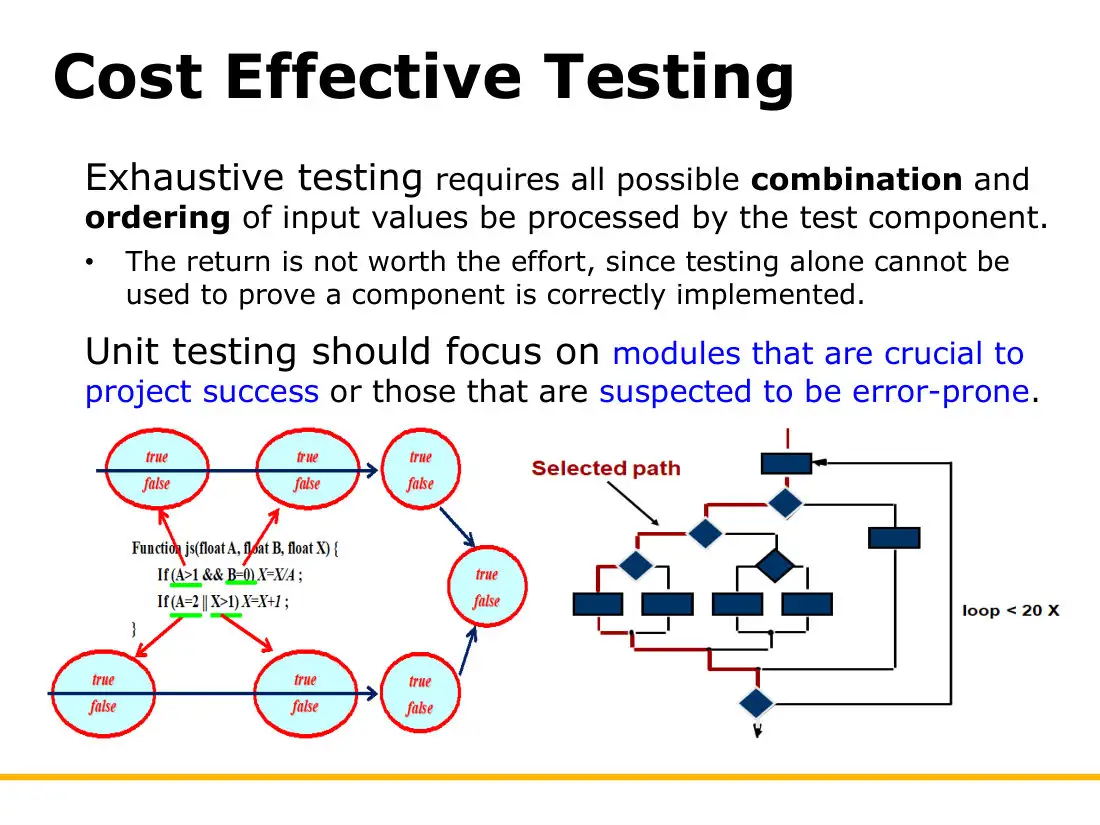 Cost Effective Testing
Exhaustive testing requires all possible combination and
ordering of input values be processed by the test component.
• The return is not worth the effort, since testing alone cannot be
used to prove a component is correctly implemented.
Unit testing should focus on modules that are crucial to
project success or those that are suspected to be error-prone.
true
false
true
false
true
false
Function js(float A, float B, float X) {
If (A>1 && B=0) X=X/A ;
If (A=2 || X>1) X=X+1 ;
}
true
false
true
false
true
false
true
false
Selected path
loop < 20 X